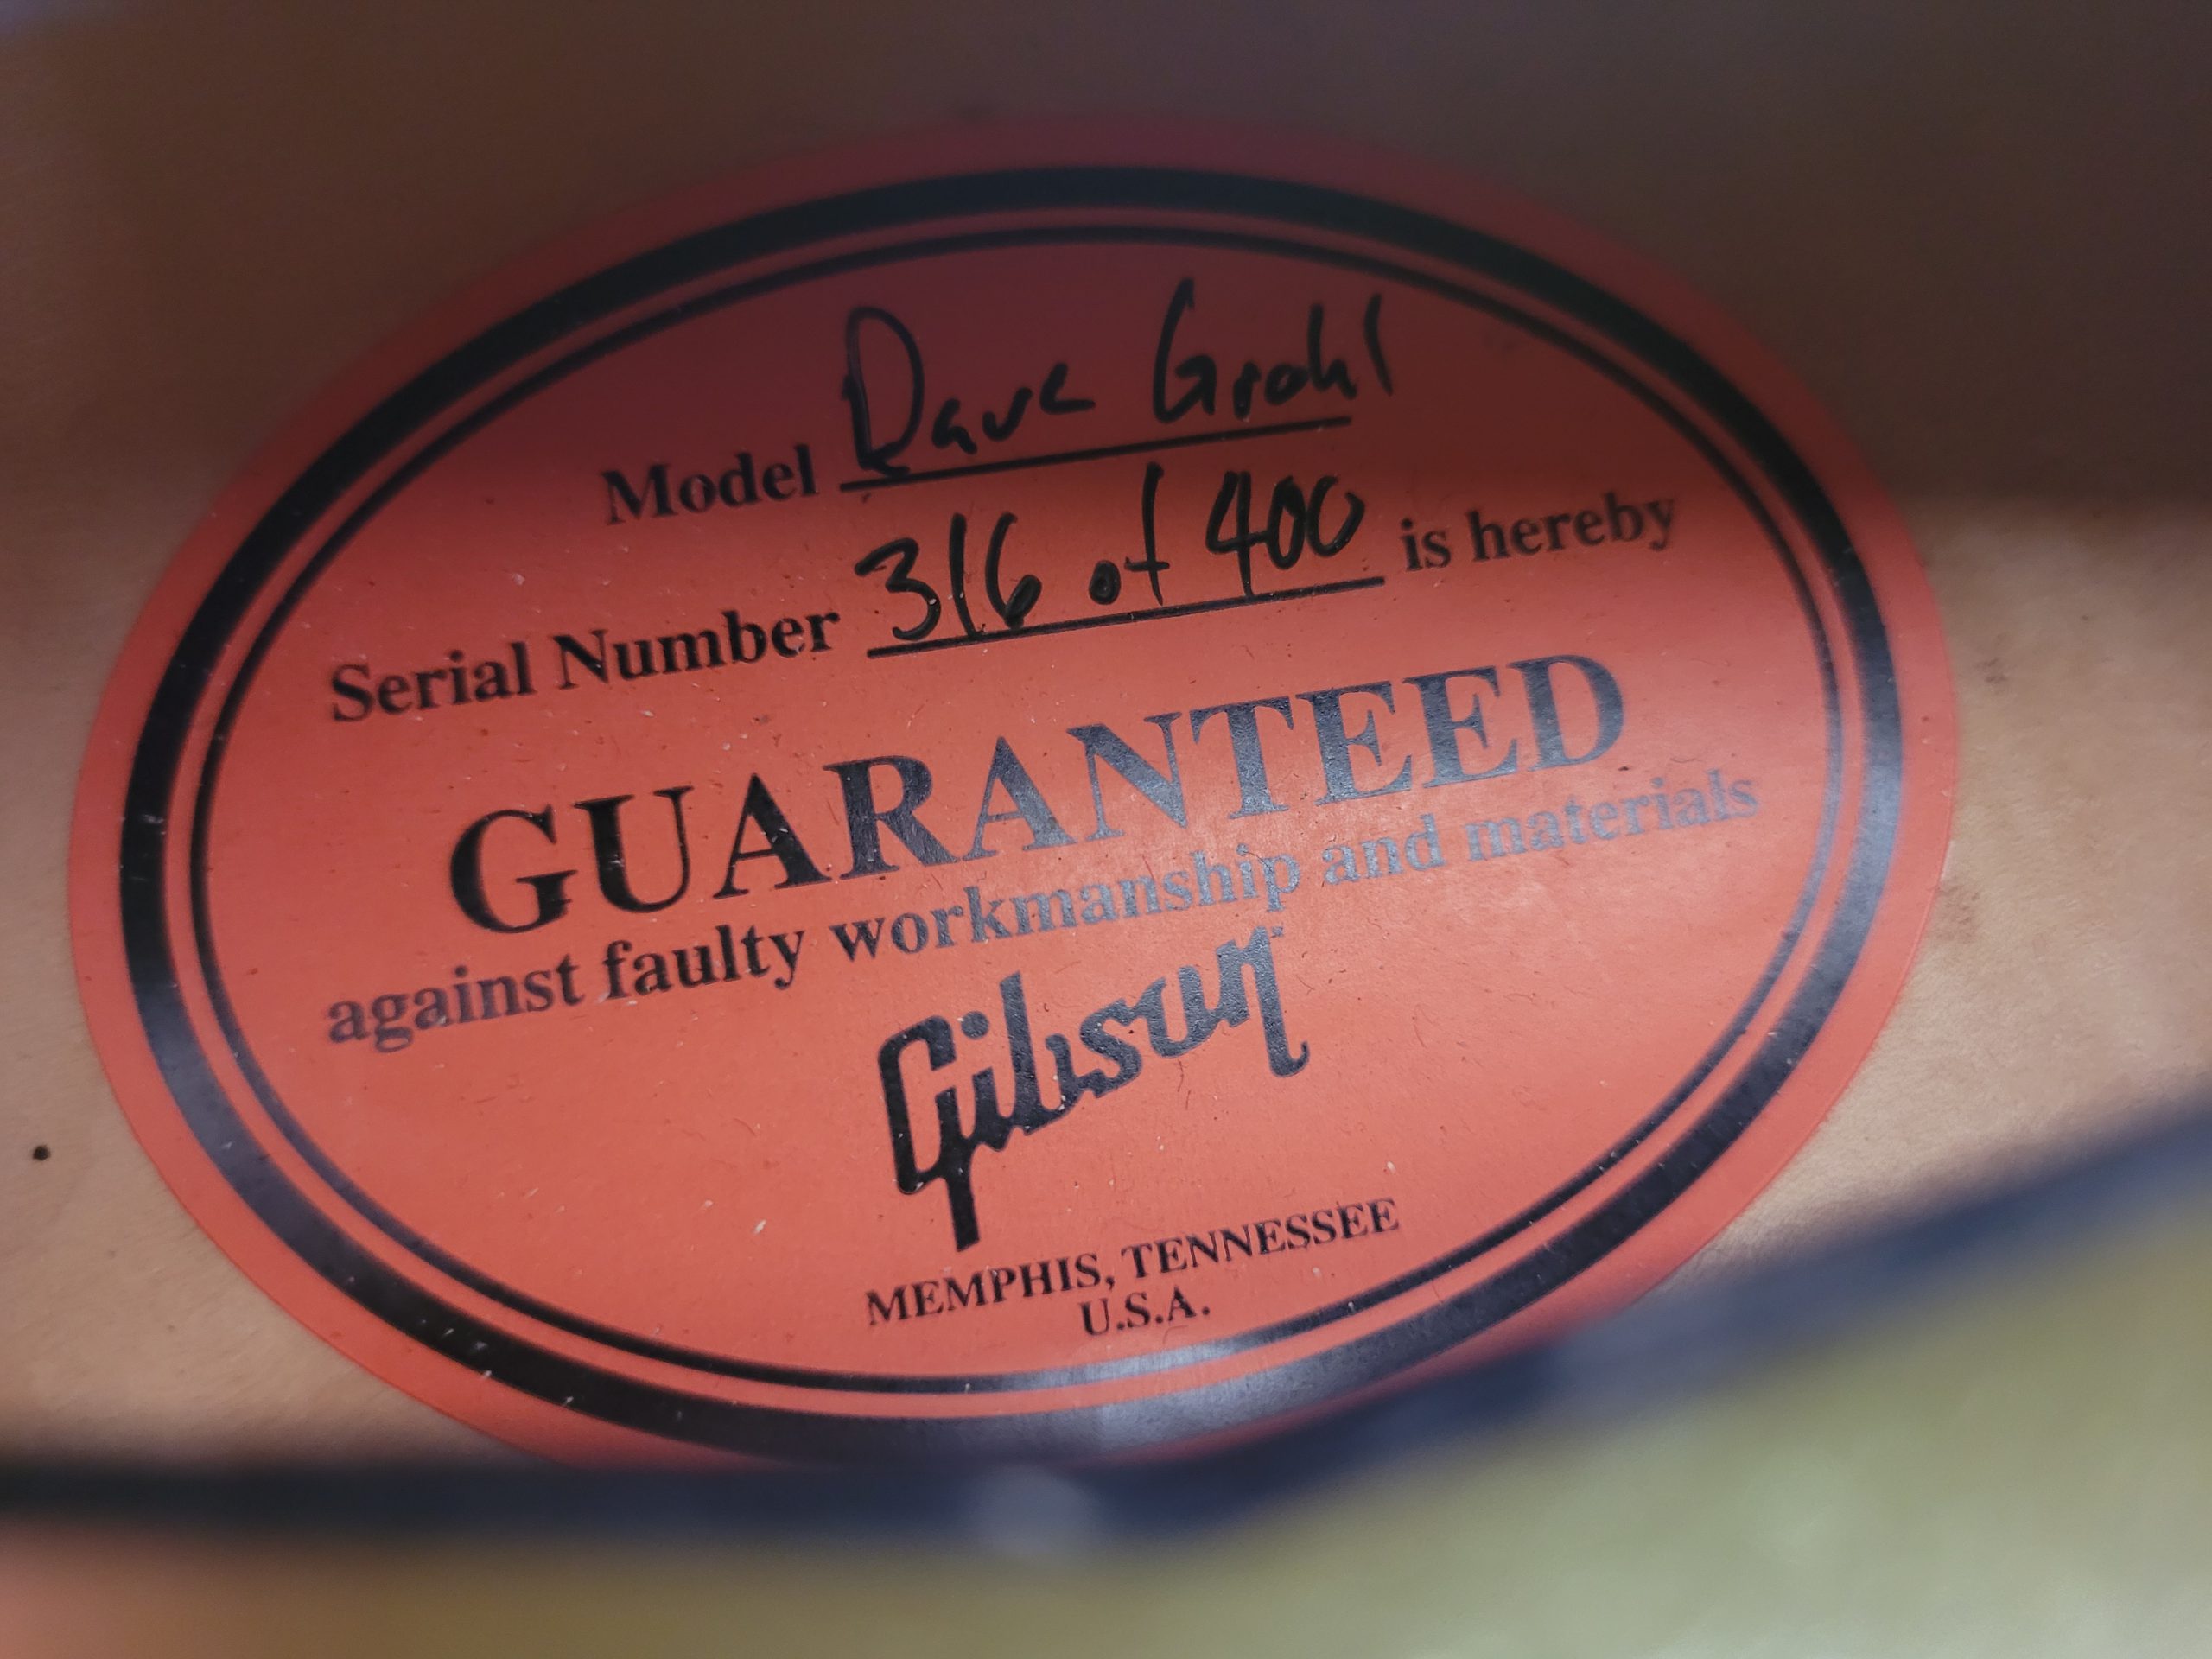 Model Dave Grohl
Serial Number 316 of 400 is hereby
GUARANTEED
against faulty workmanship and materials
Gibson
MEMPHIS, TENNESSEE
U.S.A.